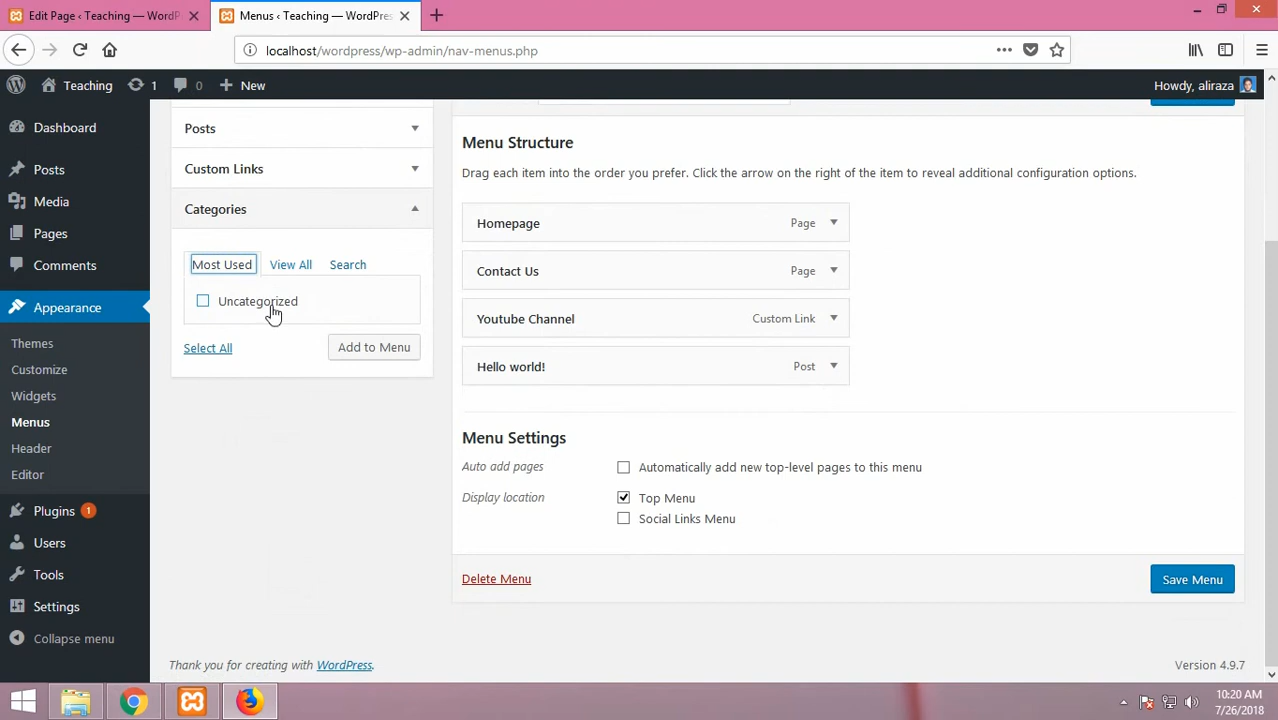 Edit Page ‹ Teaching — WordP
Menus ‹ Teaching — WordPres
localhost/wordpress/wp-admin/nav-menus.php
Teaching
1
0
New
Howdy, aliraza
Dashboard
Posts
Media
Pages
Comments
Appearance
Themes
Customize
Widgets
Menus
Header
Editor
Plugins 1
Users
Tools
Settings
Collapse menu
Posts
Custom Links
Categories
Most Used
View All
Search
Uncategorized
Select All
Add to Menu
Menu Structure
Drag each item into the order you prefer. Click the arrow on the right of the item to reveal additional configuration options.
Homepage Page
Contact Us Page
Youtube Channel Custom Link
Hello world! Post
Menu Settings
Auto add pages
Automatically add new top-level pages to this menu
Display location
Top Menu
Social Links Menu
Delete Menu
Save Menu
Thank you for creating with WordPress.
Version 4.9.7
10:20 AM
7/26/2018